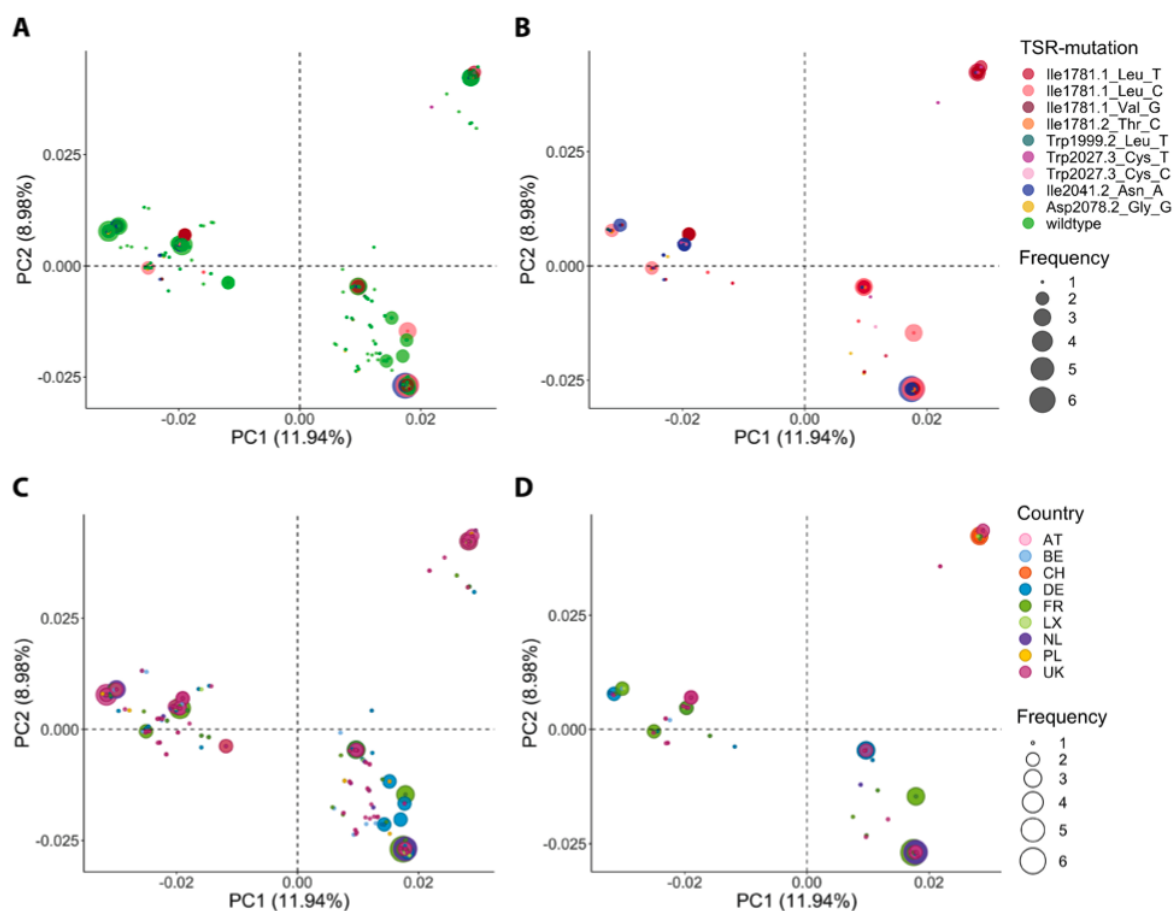 A
B
TSR-mutation
Ile1781.1_Leu_T
Ile1781.1_Leu_C
Ile1781.1_Val_G
Ile1781.2_Thr_C
Trp1999.2_Leu_T
Trp2027.3_Cys_T
Trp2027.3_Cys_C
Ile2041.2_Asn_A
Asp2078.2_Gly_G
wildtype
Frequency
1
2
3
4
5
6
PC2 (8.98%)
0.025
0.000
-0.025
-0.02
0.00
0.02
PC1 (11.94%)
PC2 (8.98%)
0.025
0.000
-0.025
-0.02
0.00
0.02
PC1 (11.94%)
C
D
Country
AT
BE
CH
DE
FR
LX
NL
PL
UK
Frequency
1
2
3
4
5
6
PC2 (8.98%)
0.025
0.000
-0.025
-0.02
0.00
0.02
PC1 (11.94%)
PC2 (8.98%)
0.025
0.000
-0.025
-0.02
0.00
0.02
PC1 (11.94%)